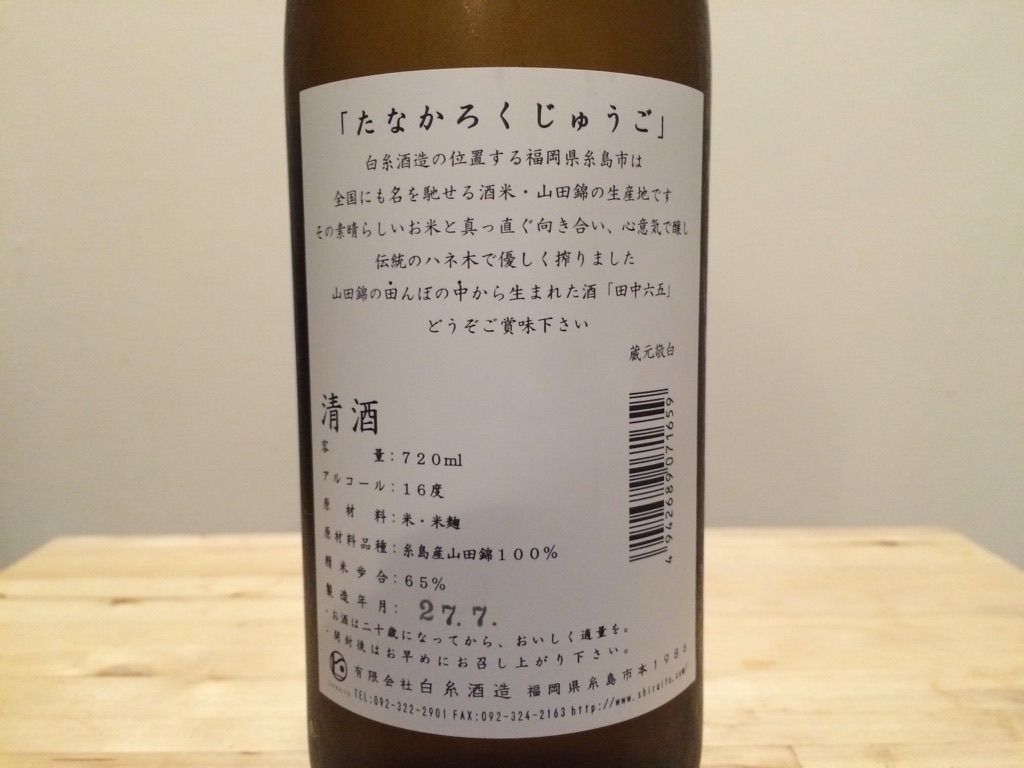 「たなかろくじゅうご」
白糸酒造の位置する福岡県糸島市は
全国にも名を馳せる酒米・山田錦の生産地です
その素晴らしいお米と真っ直ぐ向き合い、心意気で醸し
伝統のハネ木で優しく搾りました
山田錦の田んぼの中から生まれた酒「田中六五」
どうぞご賞味下さい
蔵元敬白
清酒
容量：720ml
アルコール：16度
原材料：米・米麹
原材料品種：糸島産山田錦100%
精米歩合：65%
製造年月：27.7.
・お酒は二十歳になってから、おいしく適量を。
・開封後はお早めにお召し上がり下さい。
有限会社白糸酒造 福岡県糸島市本1986
TEL:092-322-2901 FAX:092-324-2163 http://www.shiraito.com/
4942689071659